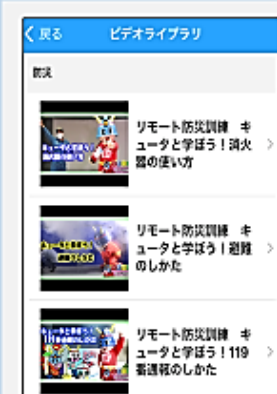 戻る ビデオライブラリ
防災
リモート防災訓練 キ
ュータと学ぼう！消火
器の使い方
リモート防災訓練 キ
ュータと学ぼう！避難
のしかた
リモート防災訓練 キ
ュータと学ぼう！119
番通報のしかた